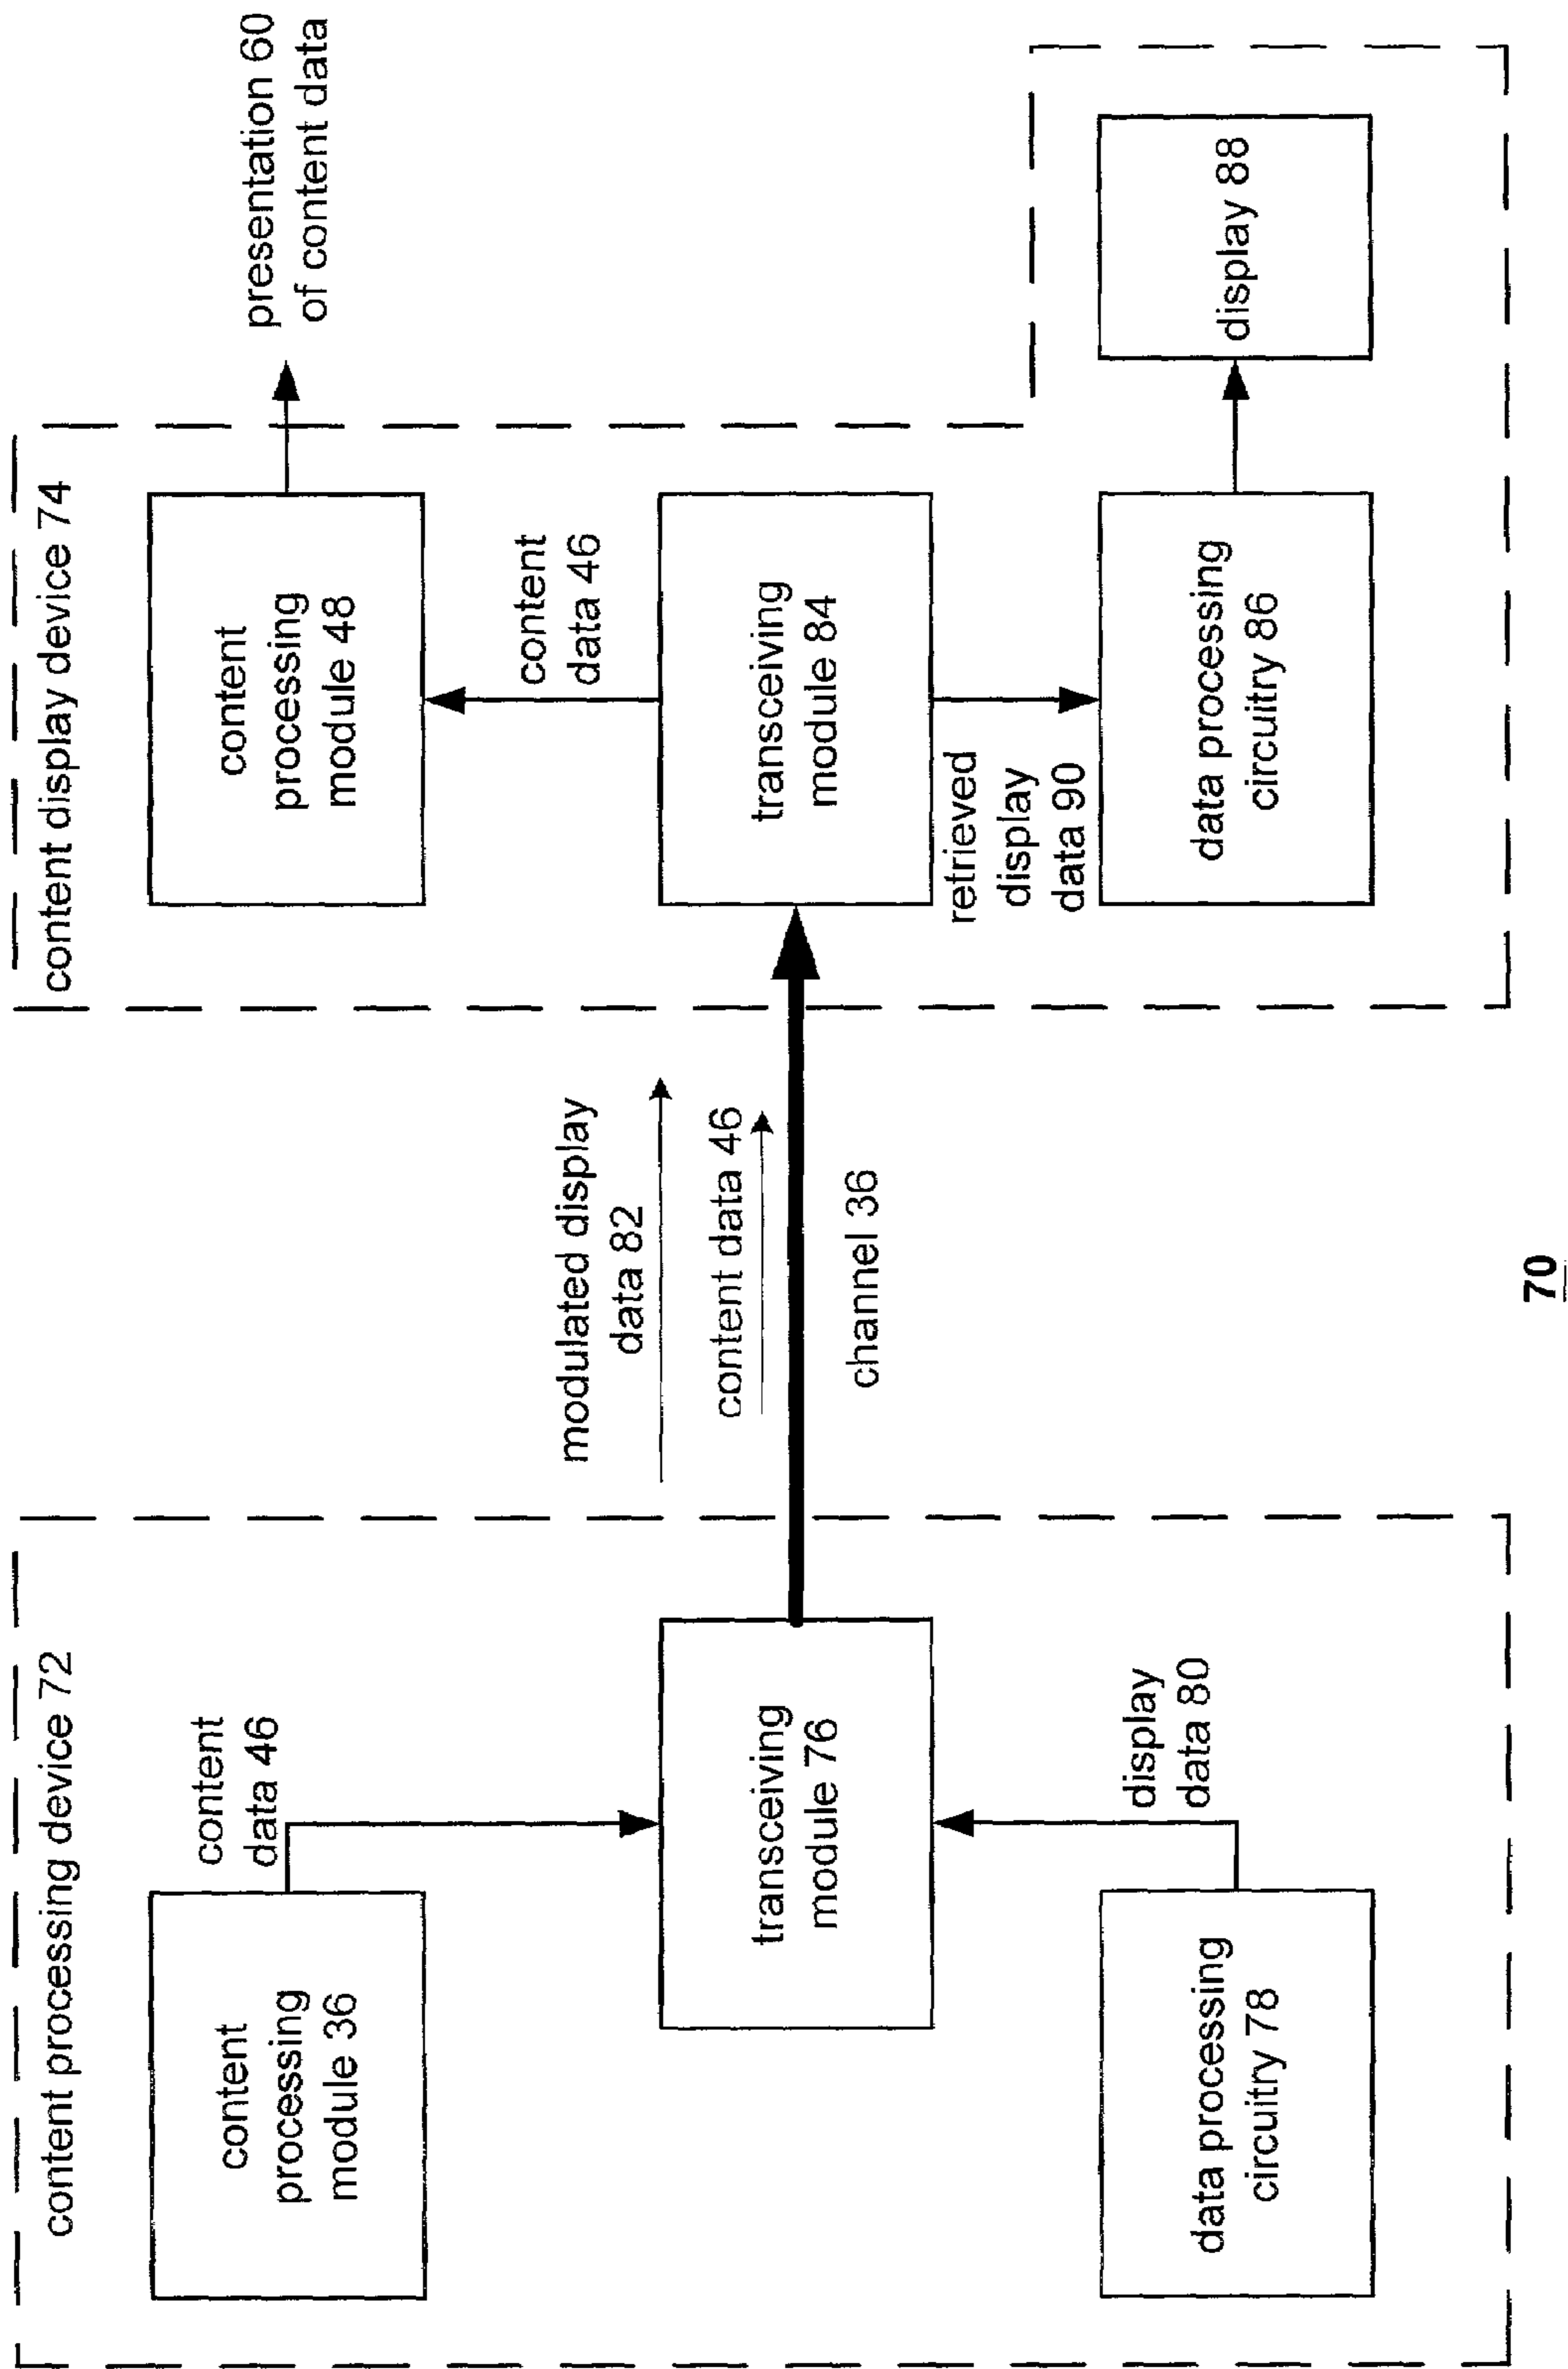 content processing device 72
content
processing
module 36
content
data 46
transceiving
module 76
data processing
circuitry 78
display
data 80
modulated display
data 82
content data 46
channel 36
content display device 74
content
processing
module 48
presentation 60
of content data
content
data 46
transceiving
module 84
retrieved
display
data 90
data processing
circuitry 86
display 88
70